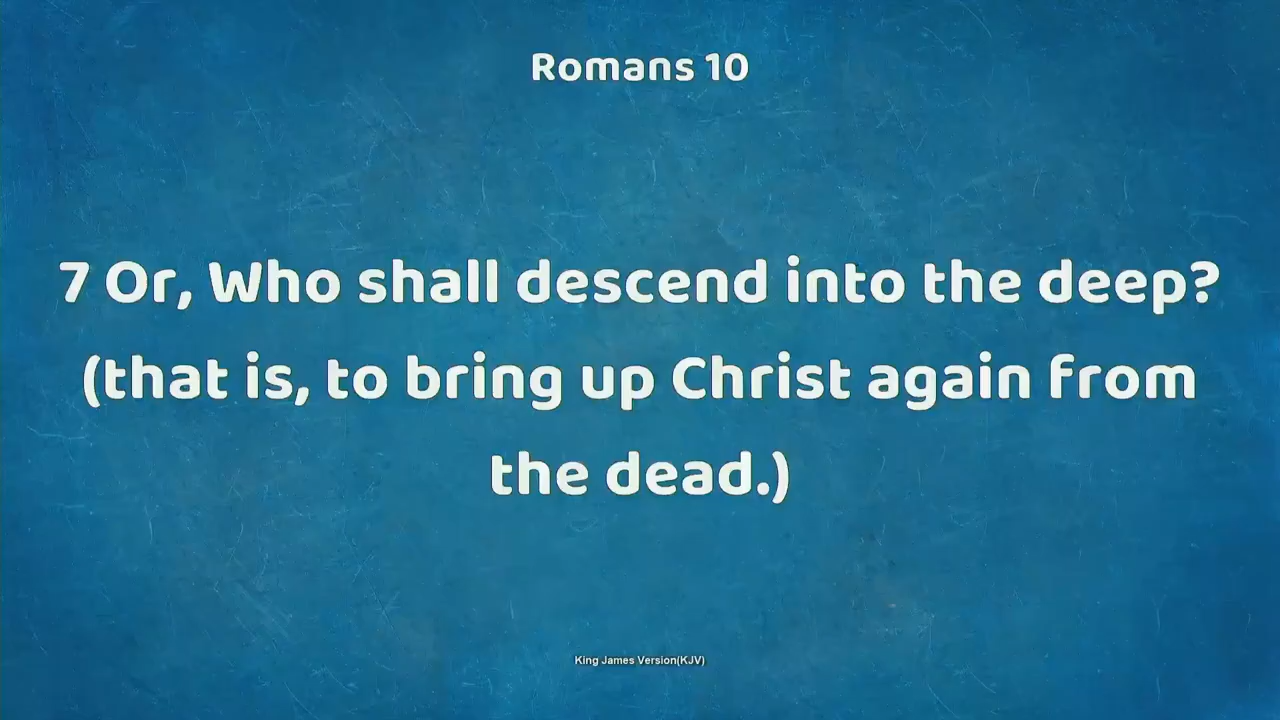 Romans 10
7 Or, Who shall descend into the deep?
(that is, to bring up Christ again from
the dead.)
King James Version(KJV)